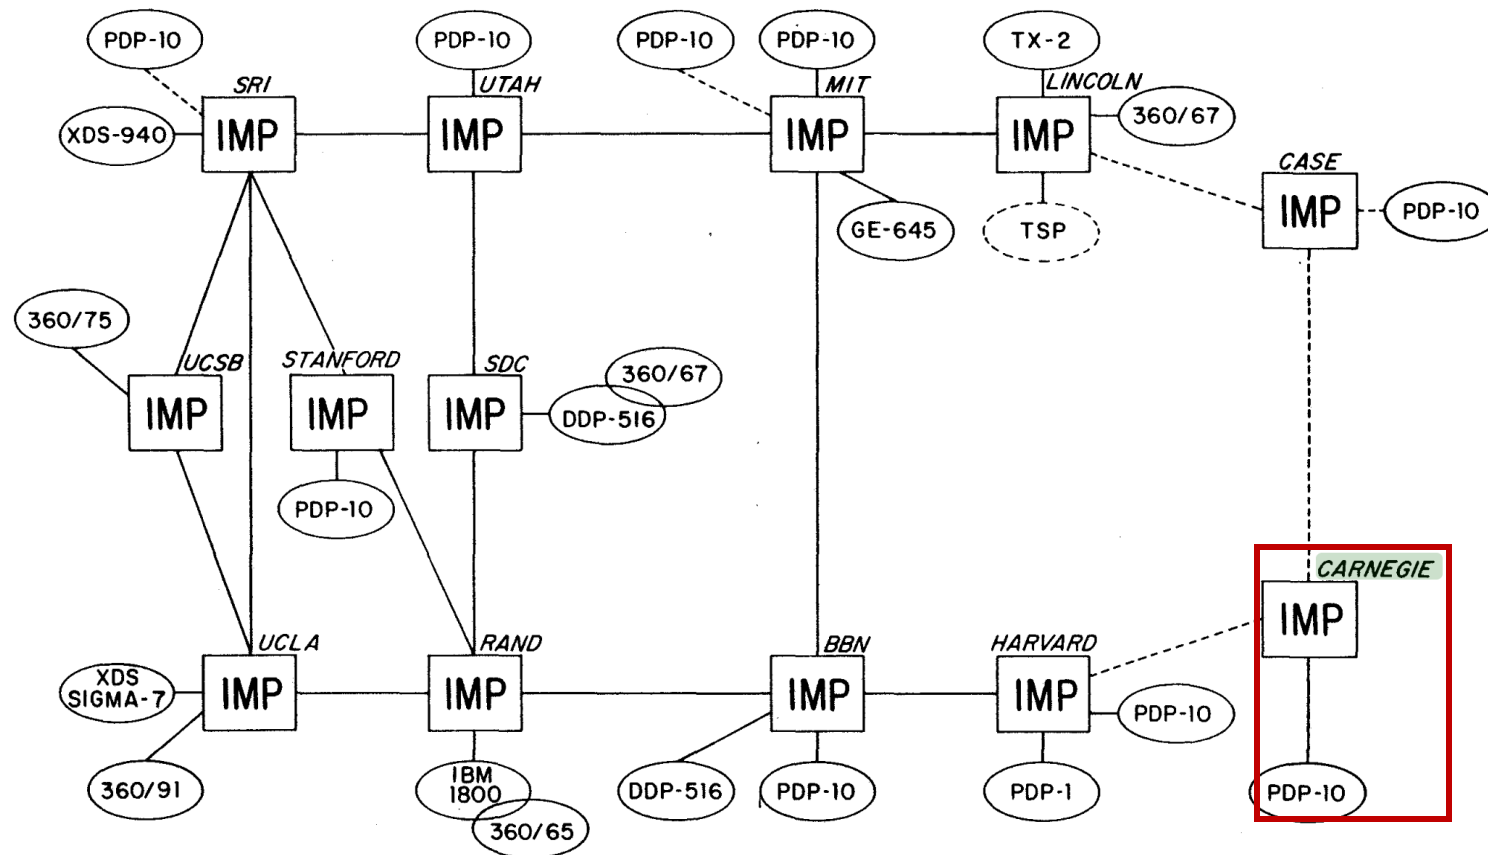 PDP-10
PDP-10
PDP-10
PDP-10
TX-2
SRI
UTAH
MIT
LINCOLN
XDS-940
IMP
IMP
IMP
IMP
360/67
CASE
IMP
PDP-10
GE-645
TSP
360/75
UCSB
STANFORD
SDC
360/67
IMP
IMP
IMP
DDP-516
PDP-10
CARNEGIE
IMP
UCLA
RAND
BBN
HARVARD
XDS
SIGMA-7
IMP
IMP
IMP
IMP
PDP-10
360/91
IBM
1800
360/65
DDP-516
PDP-10
PDP-1
PDP-10